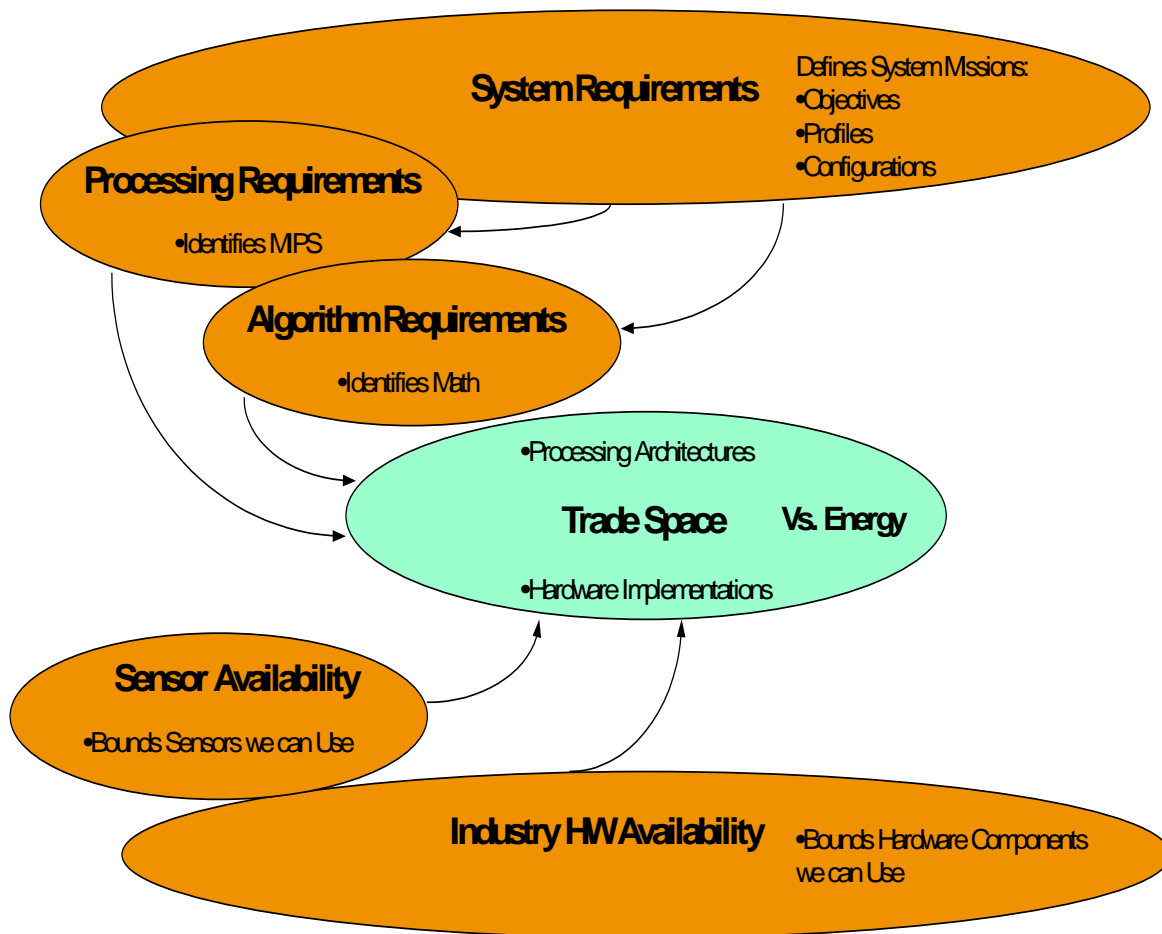 System Requirements
Defines System Missions:
•Objectives
•Profiles
•Configurations
Processing Requirements
•Identifies MIPS
Algorithm Requirements
•Identifies Math
•Processing Architectures
Trade Space
Vs. Energy
•Hardware Implementations
Sensor Availability
•Bounds Sensors we can Use
Industry HW Availability
•Bounds Hardware Components
we can Use